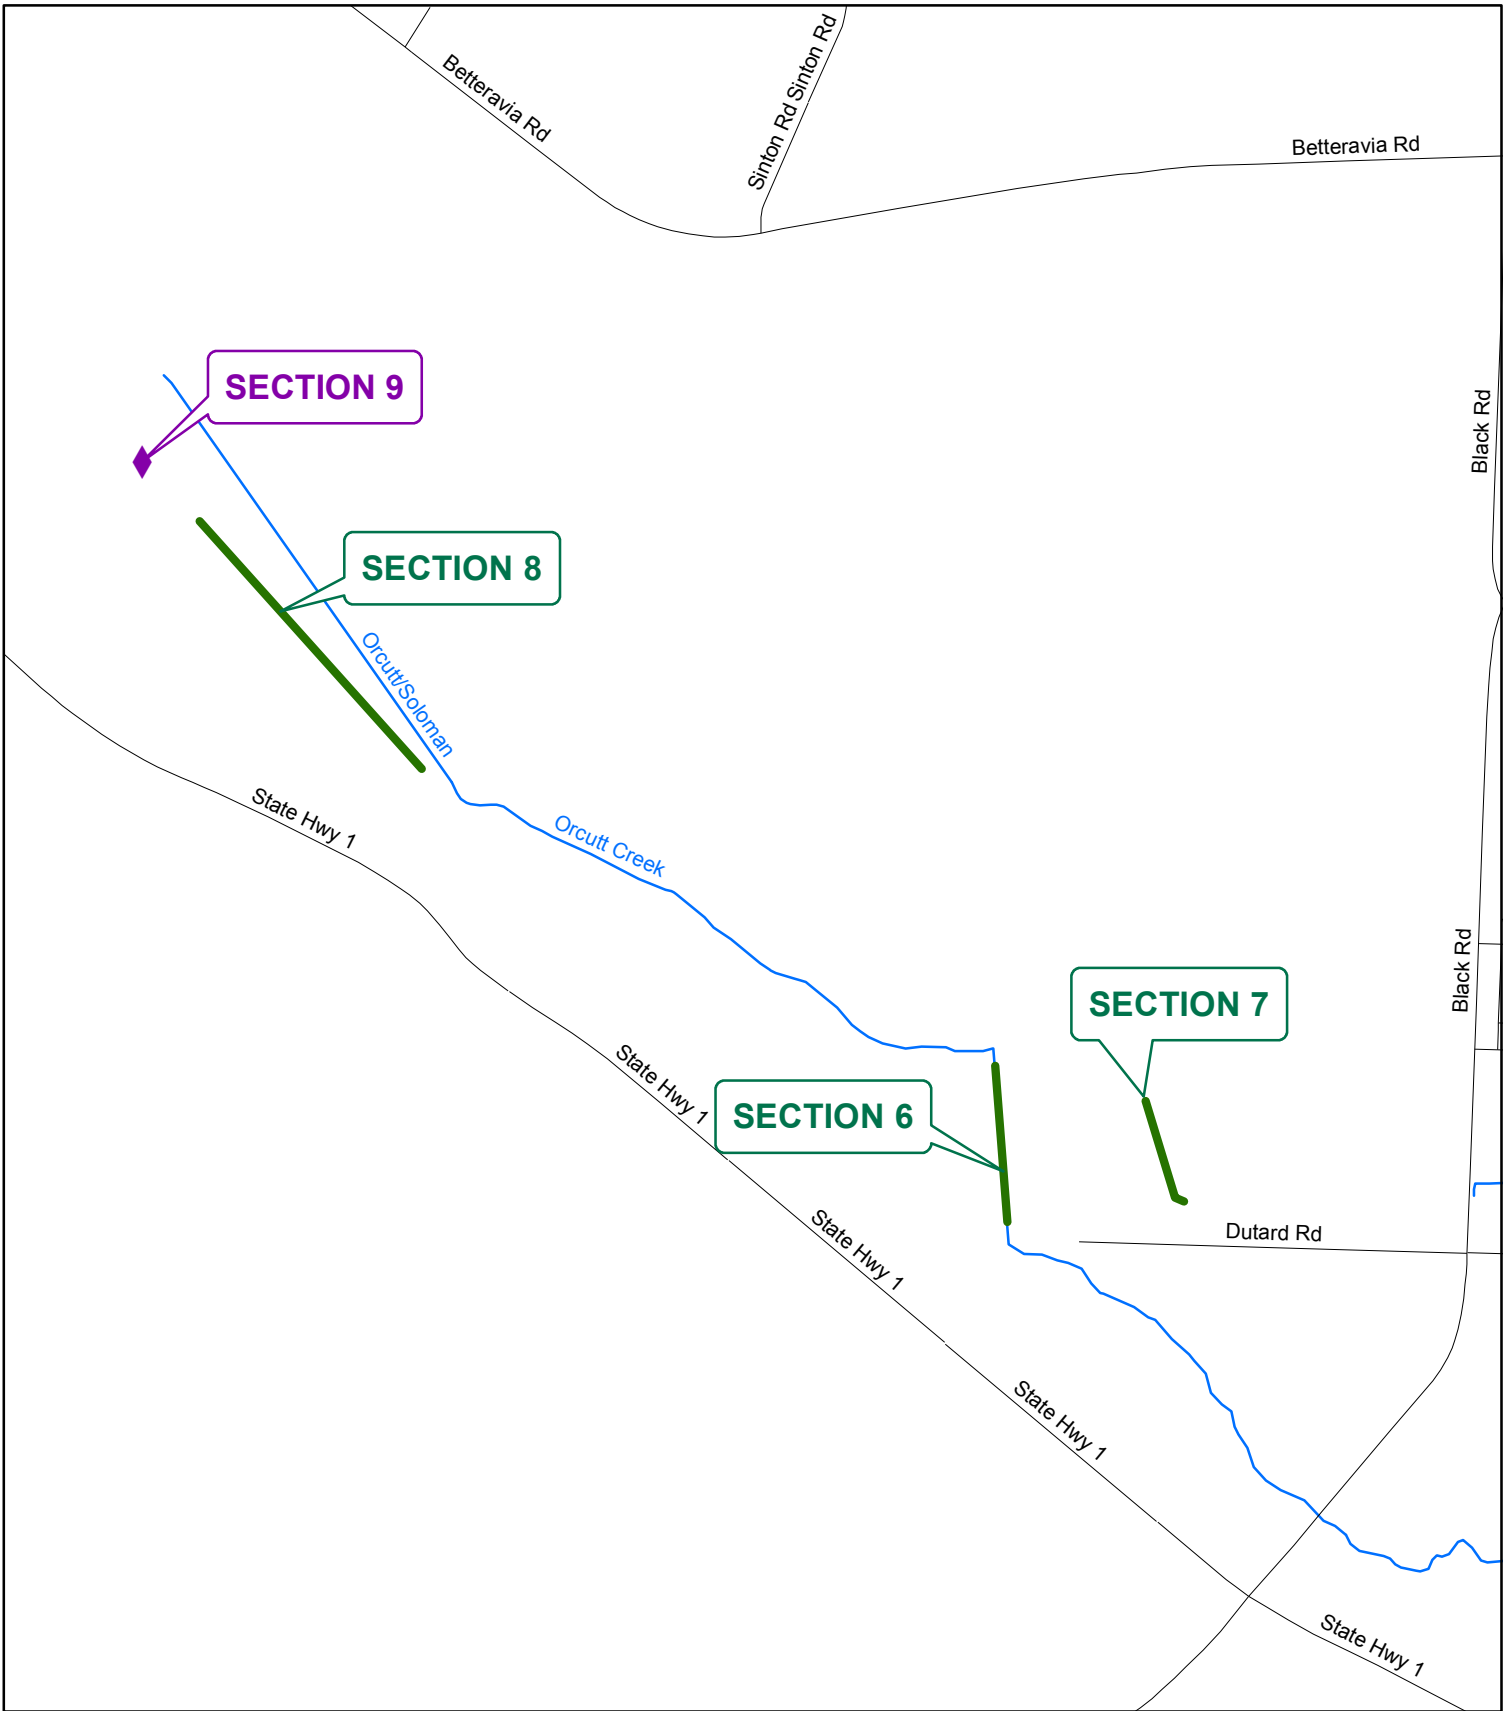 Betteravia Rd
Sinton Rd
Sinton Rd
Betteravia Rd
SECTION 9
Black Rd
SECTION 8
Orcutt/Soloman
State Hwy 1
Orcutt Creek
Black Rd
SECTION 7
State Hwy 1
SECTION 6
State Hwy 1
Dutard Rd
State Hwy 1
State Hwy 1